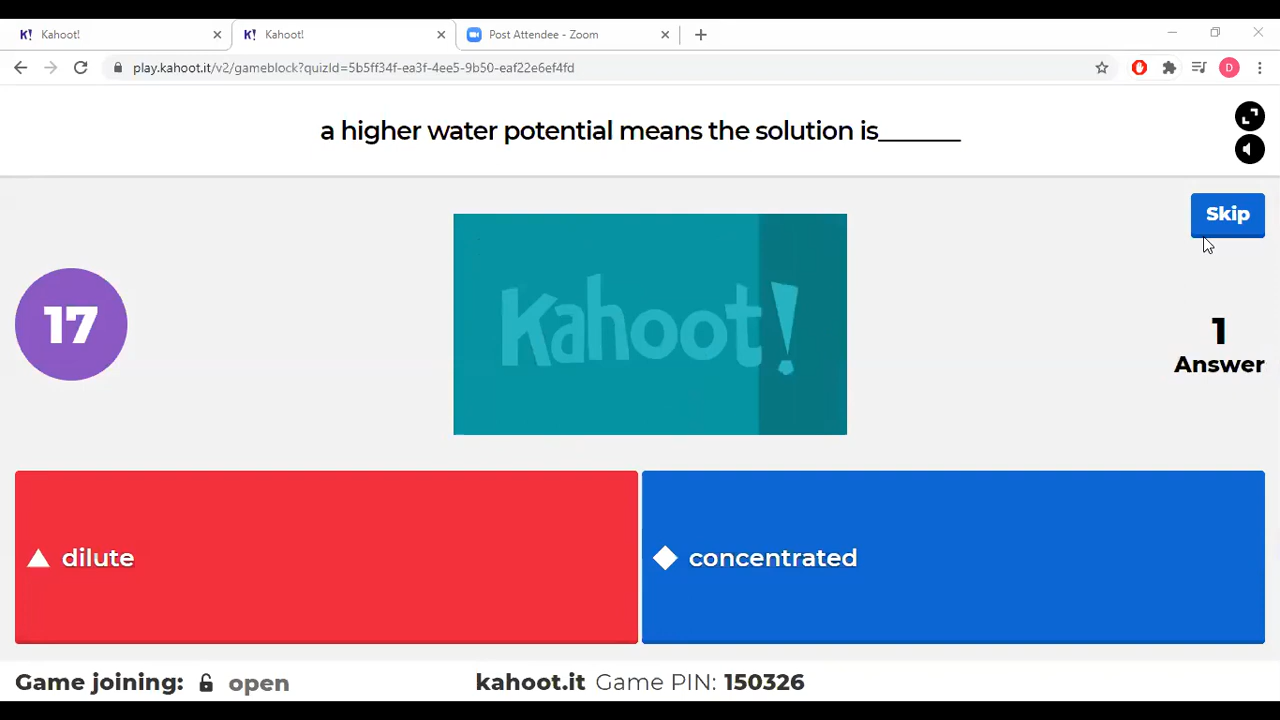 Kahoot!
Kahoot!
Post Attendee - Zoom
play.kahoot.it/v2/gameblock?quizId=5b5ff34f-ea3f-4ee5-9b50-eaf22e6ef4fd
D
a higher water potential means the solution is______
Skip
17
Kahoot!
1
Answer
dilute
concentrated
Game joining: open
kahoot.it Game PIN: 150326